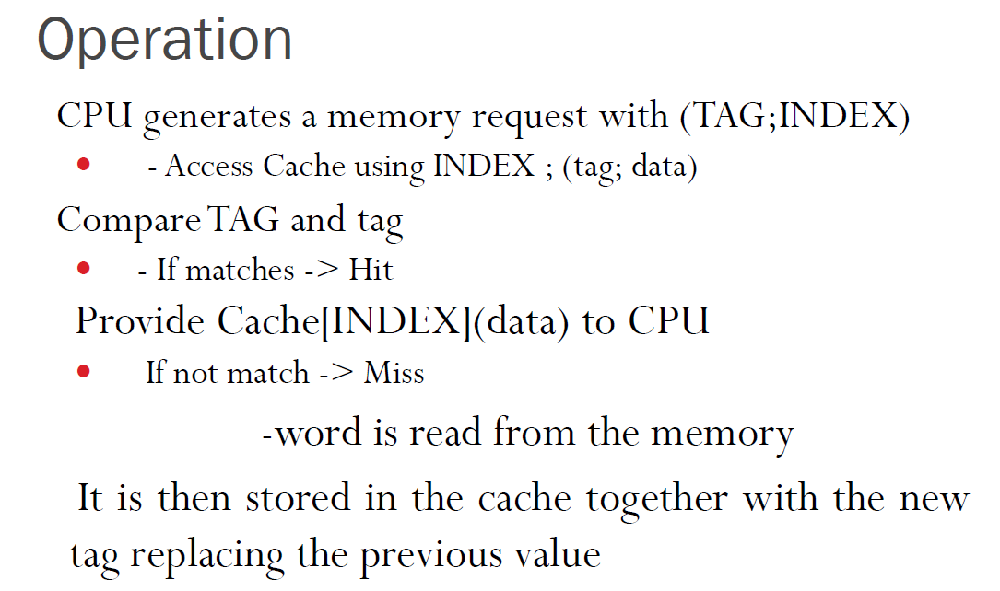 Operation
CPU generates a memory request with (TAG;INDEX)
• - Access Cache using INDEX ; (tag; data)
Compare TAG and tag
• - If matches -> Hit
Provide Cache[INDEX](data) to CPU
• If not match -> Miss
-word is read from the memory
It is then stored in the cache together with the new
tag replacing the previous value